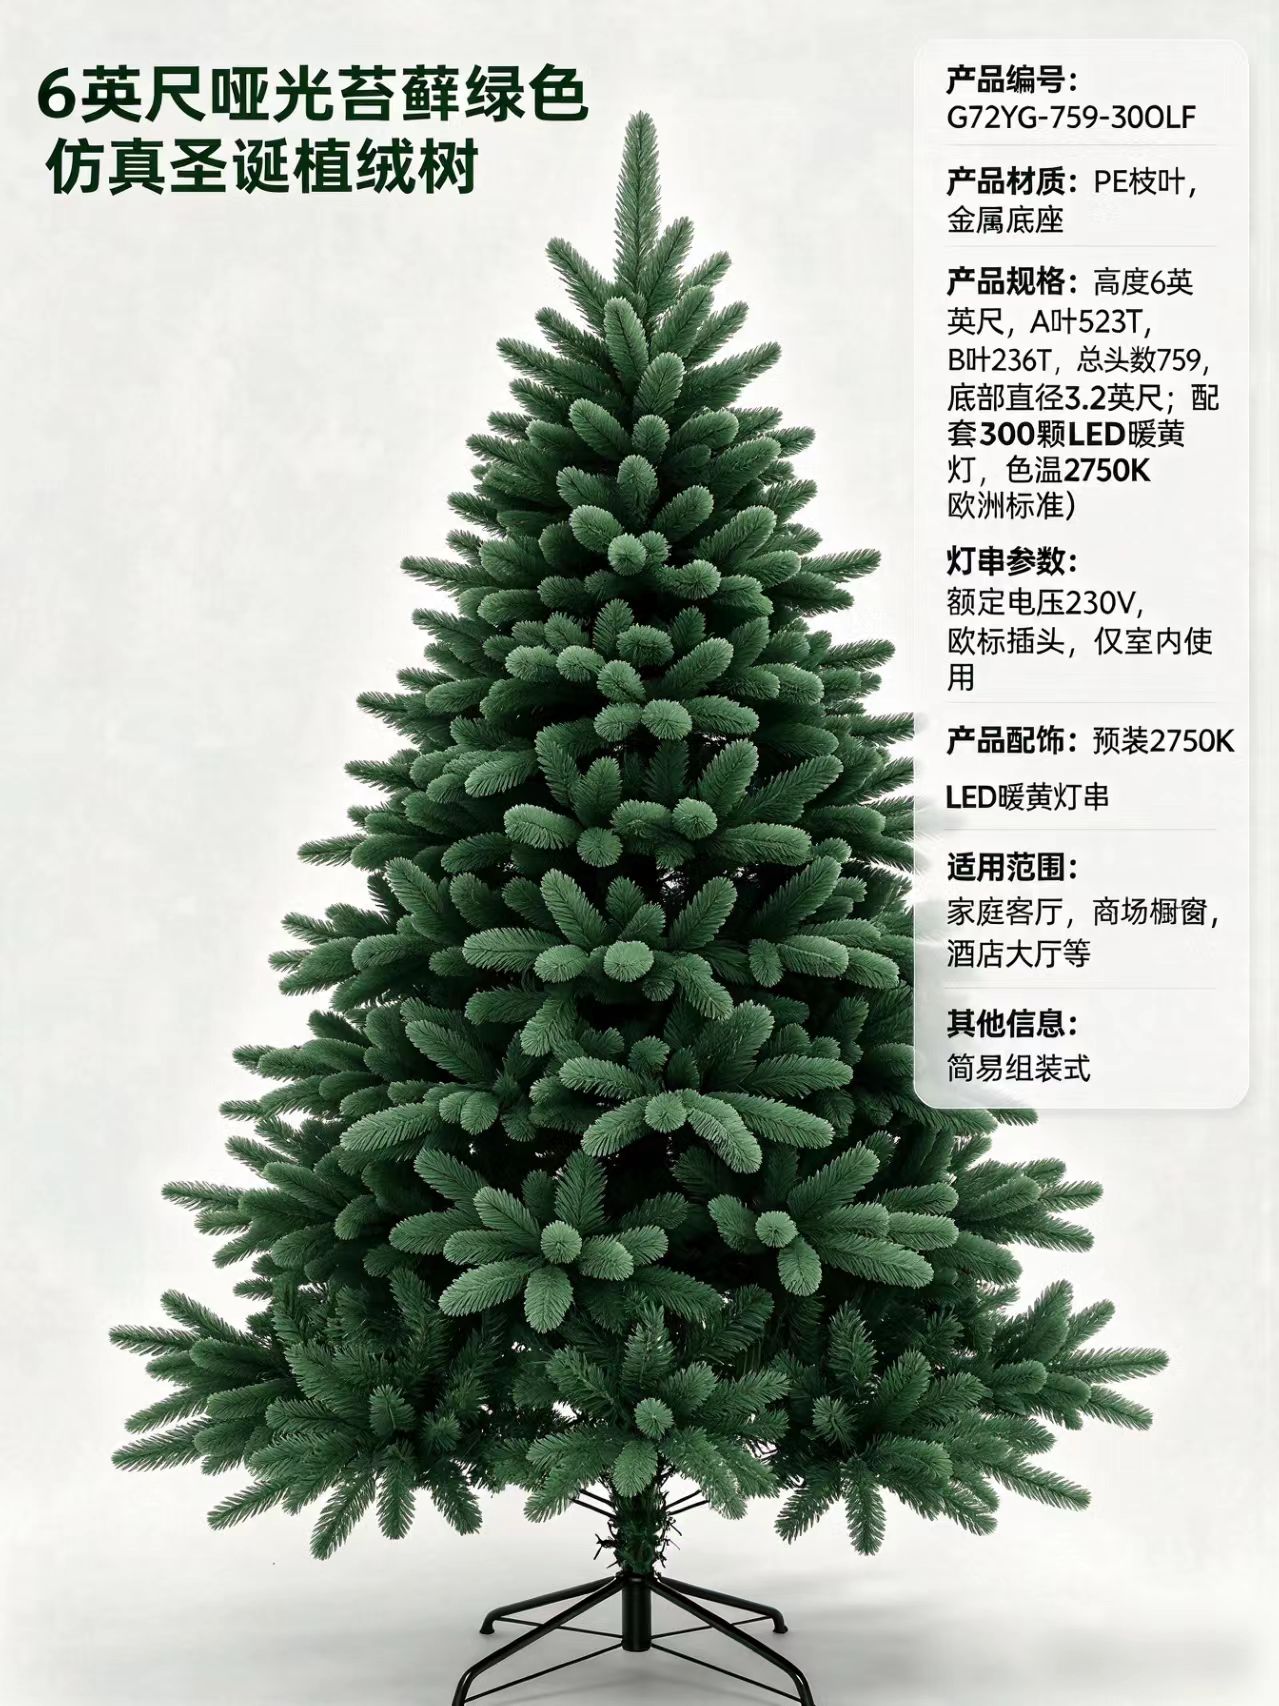 6英尺哑光苔藓绿色
仿真圣诞植绒树
产品编号：
G72YG-759-300LF
产品材质：PE枝叶，
金属底座
产品规格：高度6英
英尺，A叶523T，
B叶236T，总头数759，
底部直径3.2英尺；配
套300颗LED暖黄
灯，色温2750K
欧洲标准）
灯串参数：
额定电压230V，
欧标插头，仅室内使
用
产品配饰：预装2750K
LED暖黄灯串
适用范围：
家庭客厅，商场橱窗，
酒店大厅等
其他信息：
简易组装式